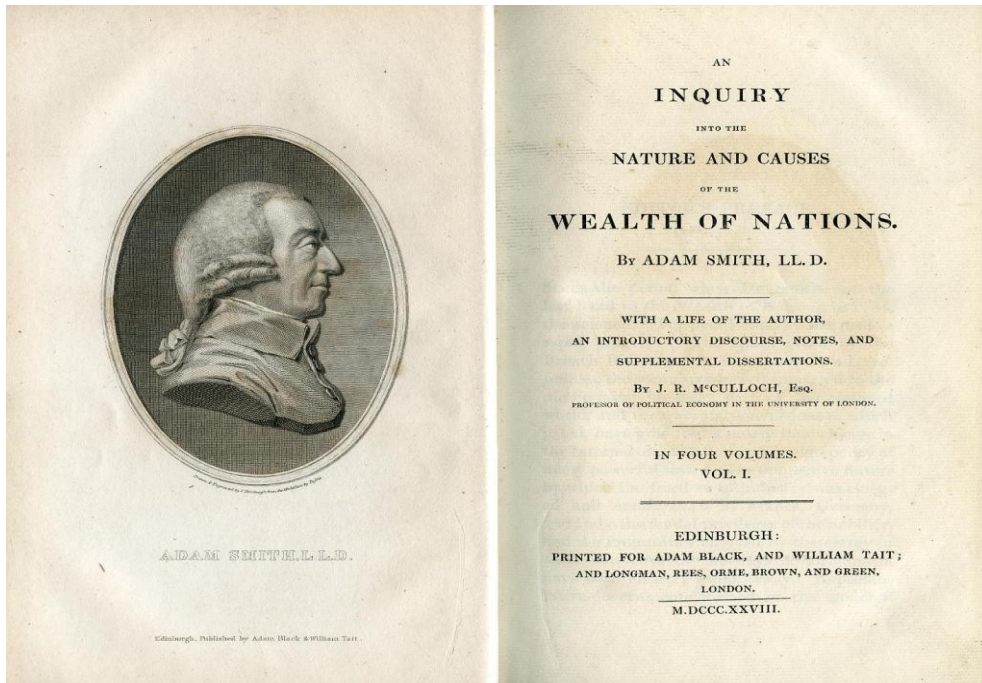 ADAM SMITH, L.L.D.
Edinburgh, Published by Adam Black & William Tait.
AN
INQUIRY
INTO THE
NATURE AND CAUSES
OF THE
WEALTH OF NATIONS.
By ADAM SMITH, LL. D.
WITH A LIFE OF THE AUTHOR,
AN INTRODUCTORY DISCOURSE, NOTES, AND
SUPPLEMENTAL DISSERTATIONS.
By J. R. McCULLOCH, Esq.
PROFESSOR OF POLITICAL ECONOMY IN THE UNIVERSITY OF LONDON.
IN FOUR VOLUMES.
VOL. I.
EDINBURGH:
PRINTED FOR ADAM BLACK, AND WILLIAM TAIT;
AND LONGMAN, REES, ORME, BROWN, AND GREEN,
LONDON.
M.DCCC.XXVIII.